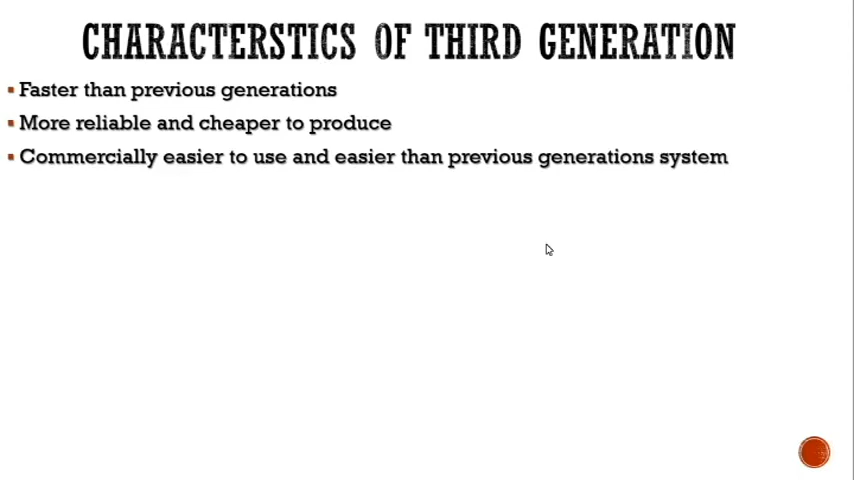 CHARACTERSTICS OF THIRD GENERATION
Faster than previous generations
More reliable and cheaper to produce
Commercially easier to use and easier than previous generations system